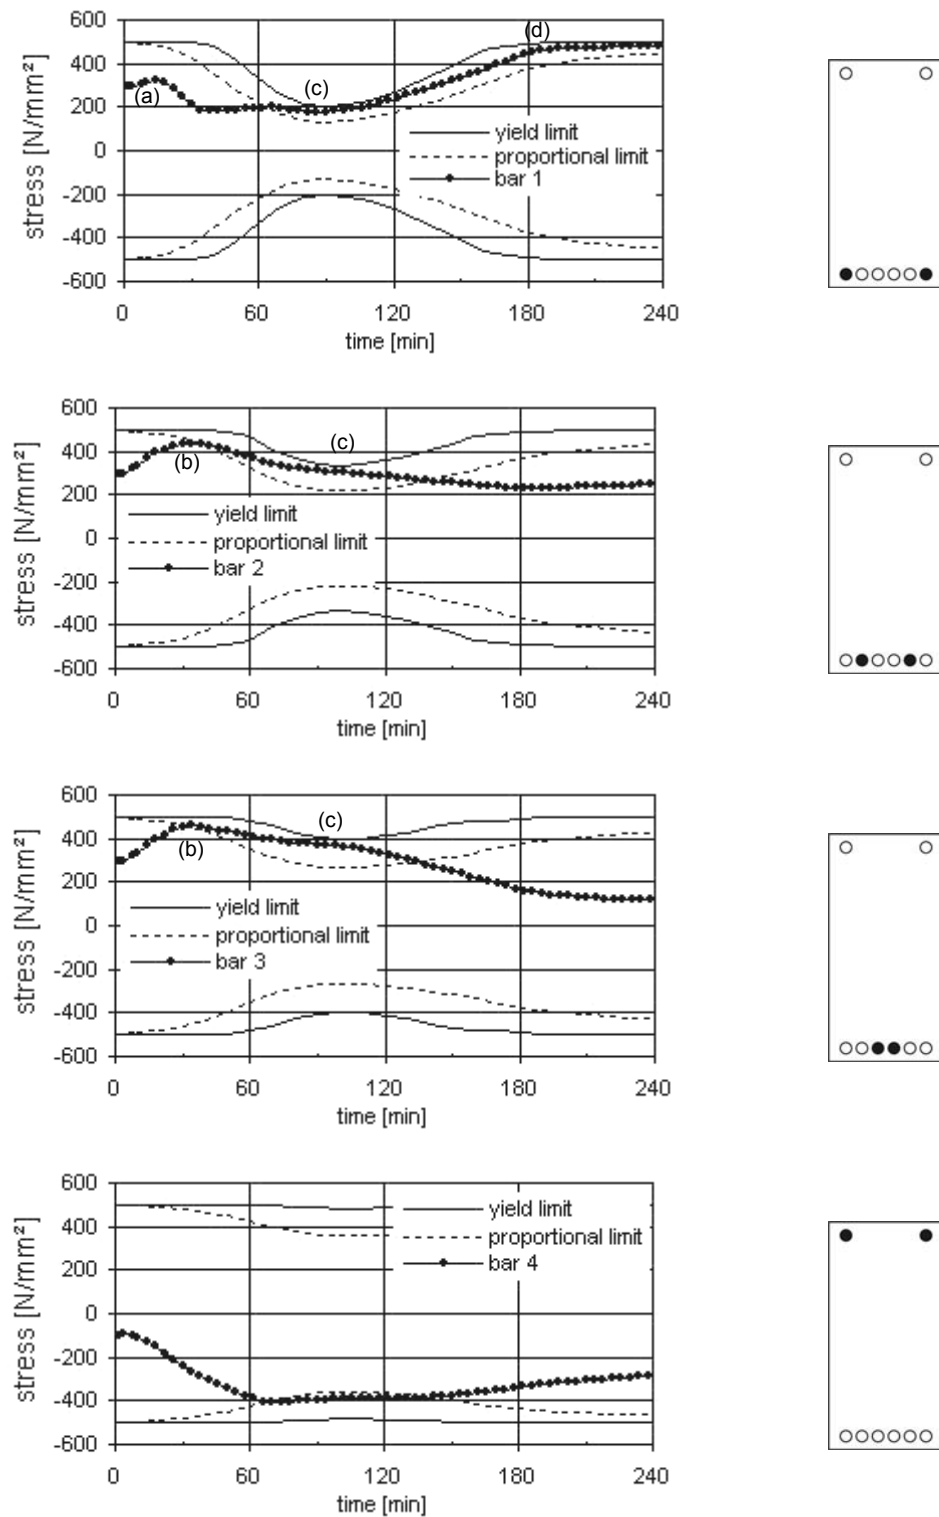 600
(d)
400
(a)
(c)
200
yield limit
0
proportional limit
bar 1
-200
-400
-600
stress [N/mm²]
0 60 120 180 240
time [min]
600
(c)
400
(b)
200
yield limit
0
proportional limit
bar 2
-200
-400
-600
stress [N/mm²]
0 60 120 180 240
time [min]
600
(c)
400
(b)
200
yield limit
0
proportional limit
bar 3
-200
-400
-600
stress [N/mm²]
0 60 120 180 240
time [min]
600
yield limit
400
proportional limit
200
bar 4
0
-200
-400
-600
stress [N/mm²]
0 60 120 180 240
time [min]